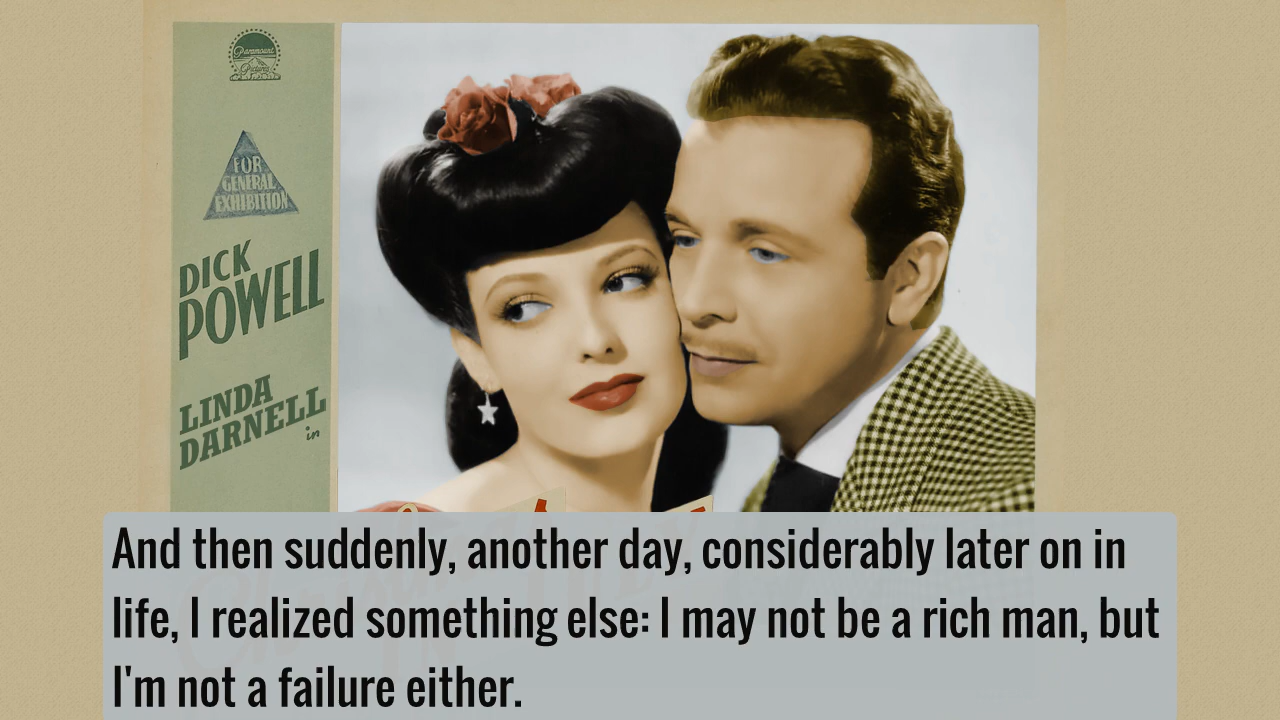 Paramount
Pictures
FOR
GENERAL
EXHIBITION
DICK
POWELL
LINDA
DARNELL
in
And then suddenly, another day, considerably later on in
life, I realized something else: I may not be a rich man, but
I'm not a failure either.